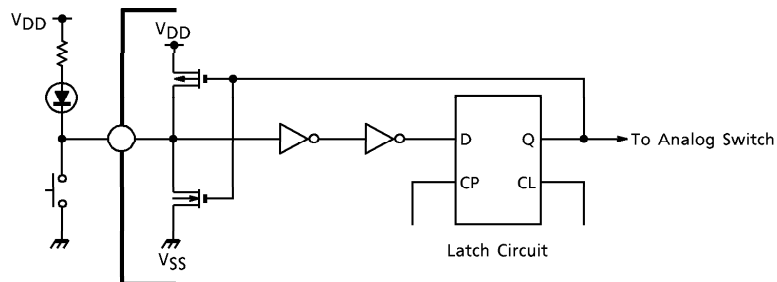 VDD
VDD
D
Q
To Analog Switch
CP
CL
VSS
Latch Circuit